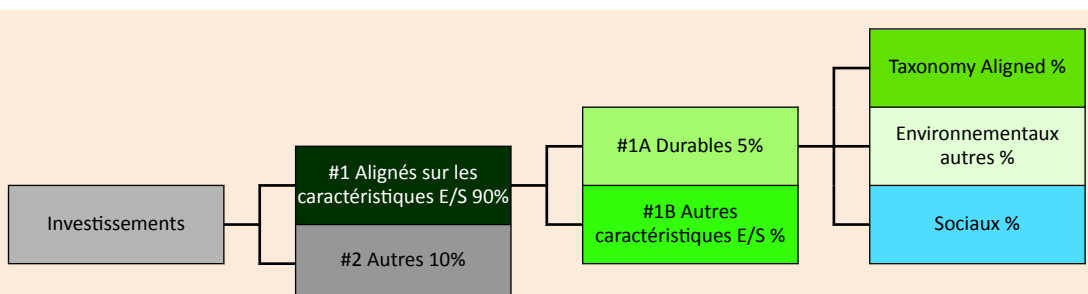 Investissements
#1 Alignés sur les
caractéristiques E/S 90%
#2 Autres 10%
#1A Durables 5%
#1B Autres
caractéristiques E/S %
Taxonomy Aligned %
Environnementaux
autres %
Sociaux %